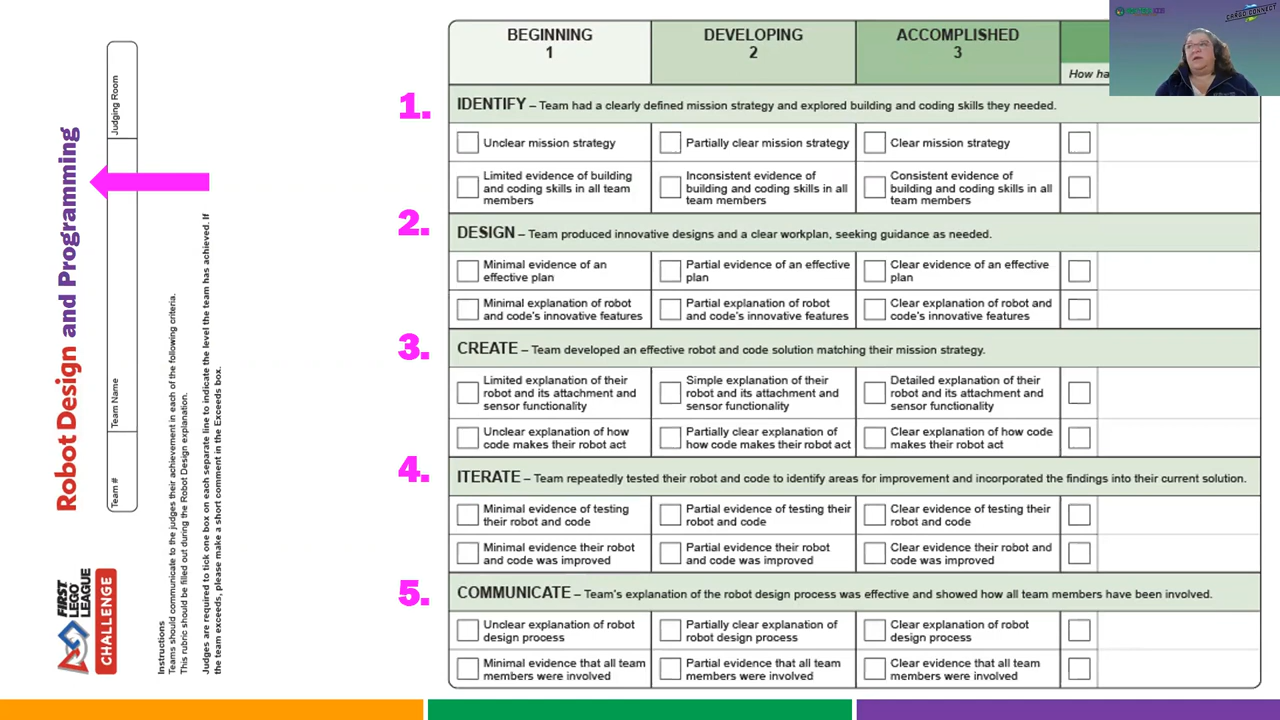 Robot Design and Programming
Team #
Team Name
Judging Room
FIRST
LEGO
LEAGUE
CHALLENGE
Instructions
Teams should communicate to the judges their achievement in each of the following criteria.
This rubric should be filled out during the Robot Design explanation.
Judges are required to tick one box on each separate line to indicate the level the team has achieved. If
the team exceeds, please make a short comment in the Exceeds box.
BEGINNING
1
DEVELOPING
2
ACCOMPLISHED
3
How ha
CARGO CONNECT
1.
IDENTIFY – Team had a clearly defined mission strategy and explored building and coding skills they needed.
Unclear mission strategy
Partially clear mission strategy
Clear mission strategy
Limited evidence of building
and coding skills in all team
members
Inconsistent evidence of
building and coding skills in all
team members
Consistent evidence of
building and coding skills in all
team members
2.
DESIGN – Team produced innovative designs and a clear workplan, seeking guidance as needed.
Minimal evidence of an
effective plan
Partial evidence of an effective
plan
Clear evidence of an effective
plan
Minimal explanation of robot
and code's innovative features
Partial explanation of robot
and code's innovative features
Clear explanation of robot and
code's innovative features
3.
CREATE – Team developed an effective robot and code solution matching their mission strategy.
Limited explanation of their
robot and its attachment and
sensor functionality
Simple explanation of their
robot and its attachment and
sensor functionality
Detailed explanation of their
robot and its attachment and
sensor functionality
Unclear explanation of how
code makes their robot act
Partially clear explanation of
how code makes their robot act
Clear explanation of how code
makes their robot act
4.
ITERATE – Team repeatedly tested their robot and code to identify areas for improvement and incorporated the findings into their current solution.
Minimal evidence of testing
their robot and code
Partial evidence of testing their
robot and code
Clear evidence of testing their
robot and code
Minimal evidence their robot
and code was improved
Partial evidence their robot
and code was improved
Clear evidence their robot and
code was improved
5.
COMMUNICATE – Team's explanation of the robot design process was effective and showed how all team members have been involved.
Unclear explanation of robot
design process
Partially clear explanation of
robot design process
Clear explanation of robot
design process
Minimal evidence that all team
members were involved
Partial evidence that all team
members were involved
Clear evidence that all team
members were involved